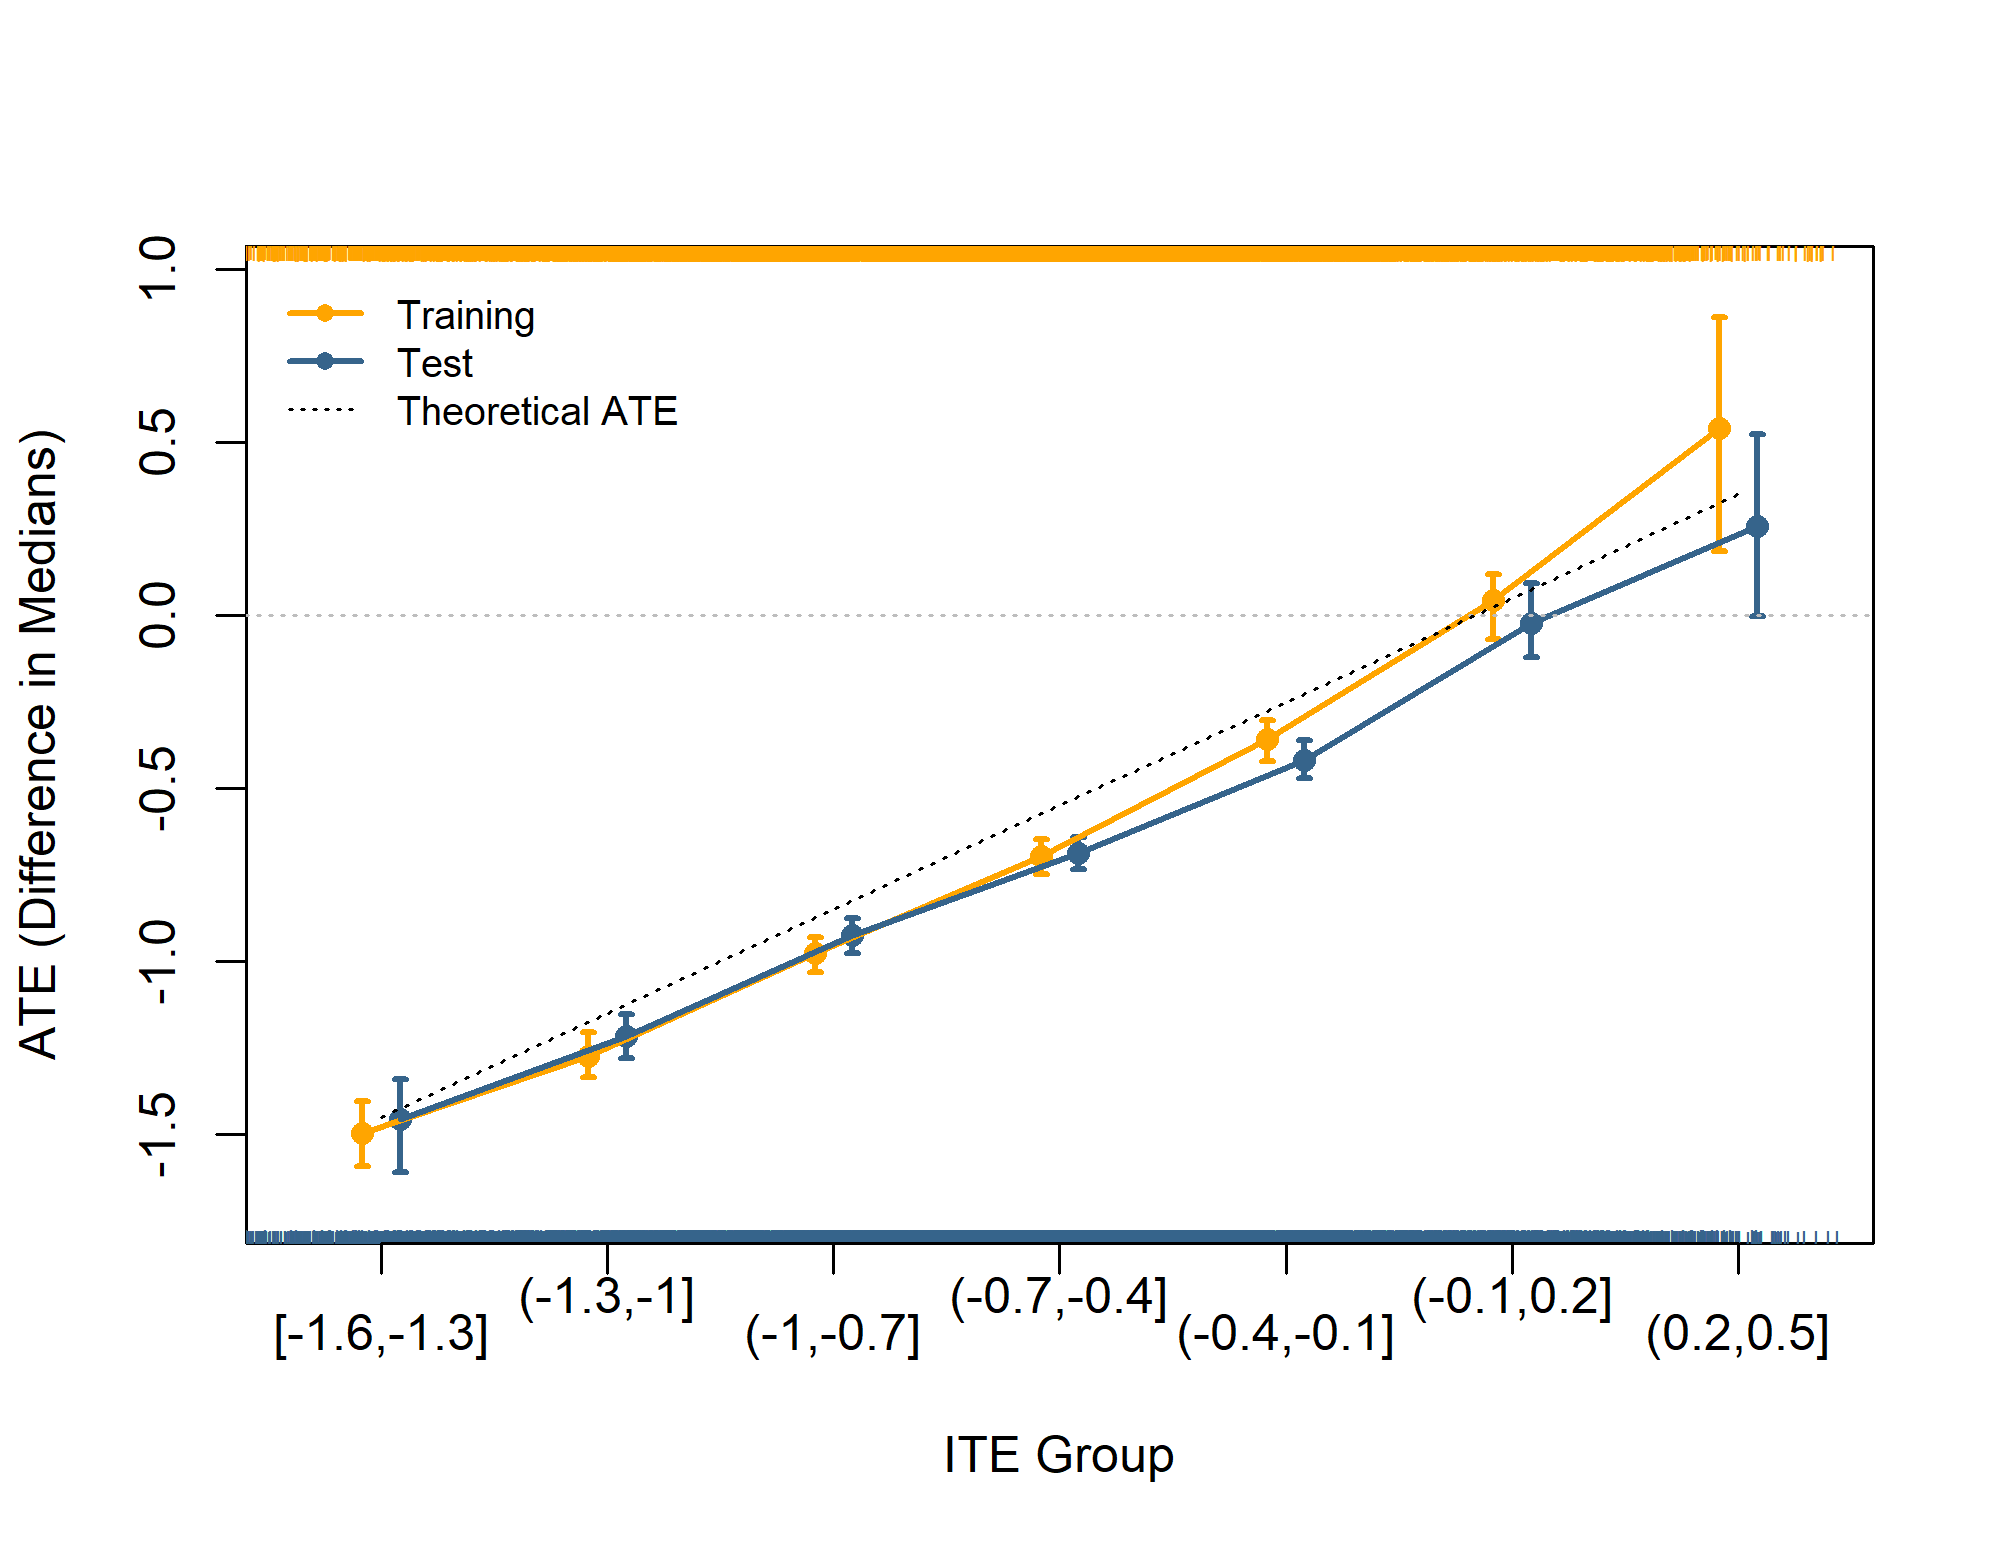 1.0
0.5
0.0
-0.5
-1.0
-1.5
ATE (Difference in Medians)
Training
Test
Theoretical ATE
(-1.3,-1]
(-0.7,-0.4]
(-0.1,0.2]
[-1.6,-1.3]
(-1,-0.7]
(-0.4,-0.1]
(0.2,0.5]
ITE Group